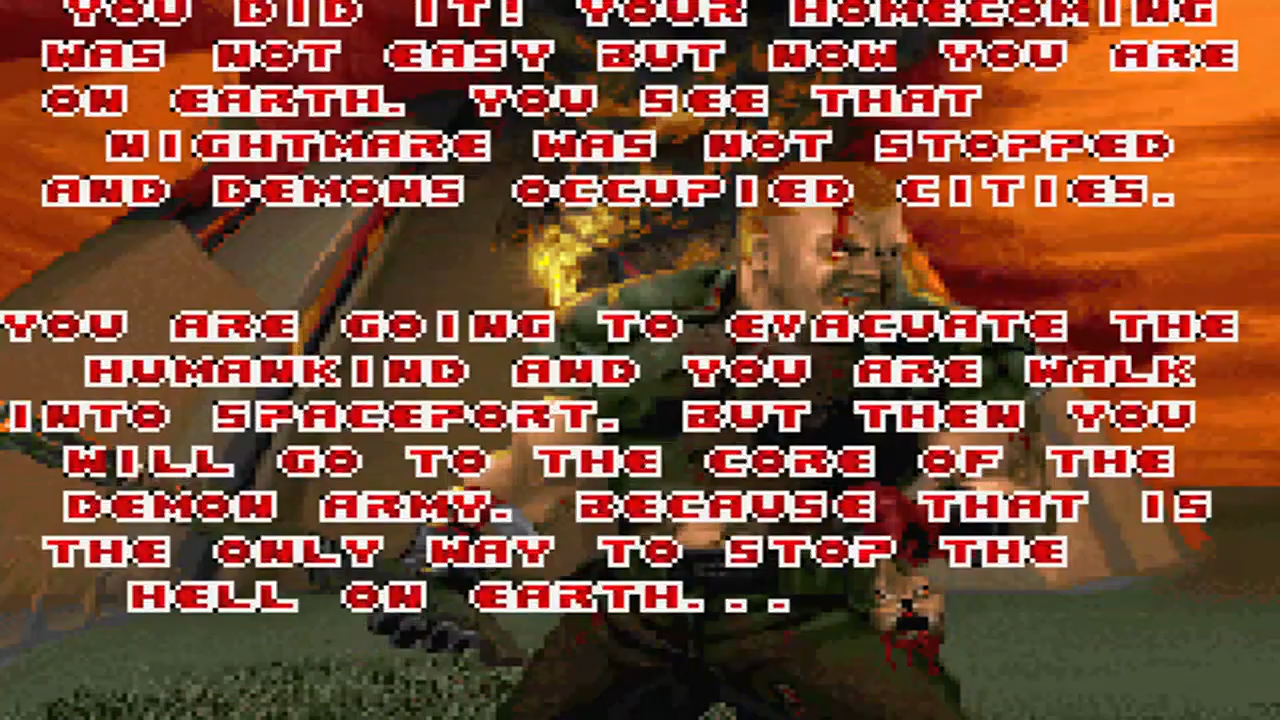 YOU DID IT! YOUR HOMECOMING
WAS NOT EASY BUT NOW YOU ARE
ON EARTH. YOU SEE THAT
NIGHTMARE WAS NOT STOPPED
AND DEMONS OCCUPIED CITIES.
YOU ARE GOING TO EVACUATE THE
HUMANKIND AND YOU ARE WALK
INTO SPACEPORT. BUT THEN YOU
WILL GO TO THE CORE OF THE
DEMON ARMY. BECAUSE THAT IS
THE ONLY WAY TO STOP THE
HELL ON EARTH...